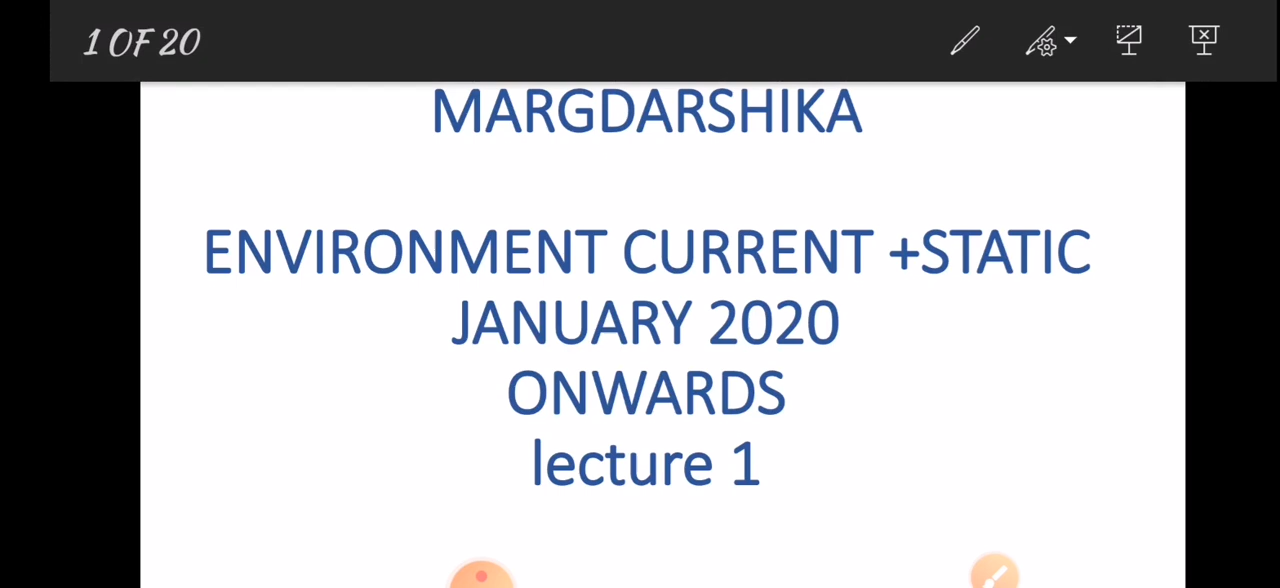 1 OF 20
MARGDARSHIKA
ENVIRONMENT CURRENT +STATIC
JANUARY 2020
ONWARDS
lecture 1